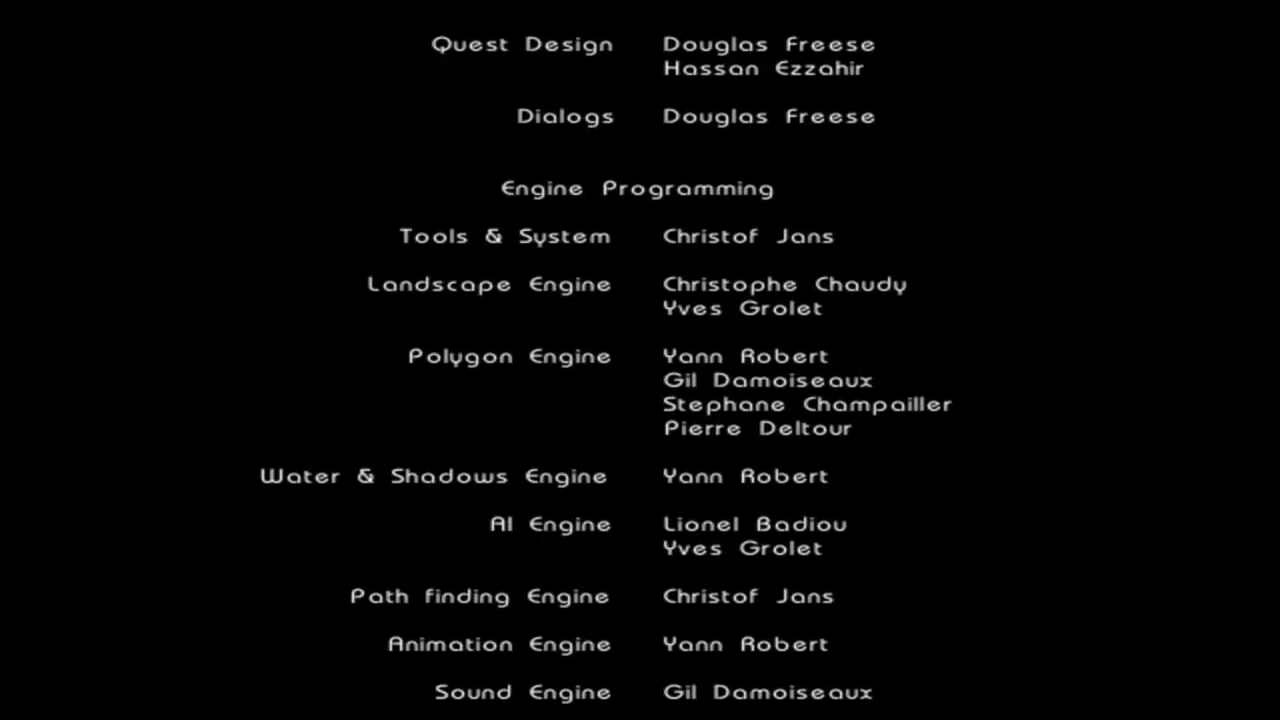 Quest Design Douglas Freese
Hassan Ezzahir
Dialogs Douglas Freese
Engine Programming
Tools & System Christof Jans
Landscape Engine Christophe Chaudy
Yves Grolet
Polygon Engine Yann Robert
Gil Damoiseaux
Stephane Champailler
Pierre Deltour
Water & Shadows Engine Yann Robert
AI Engine Lionel Badiou
Yves Grolet
Path finding Engine Christof Jans
Animation Engine Yann Robert
Sound Engine Gil Damoiseaux